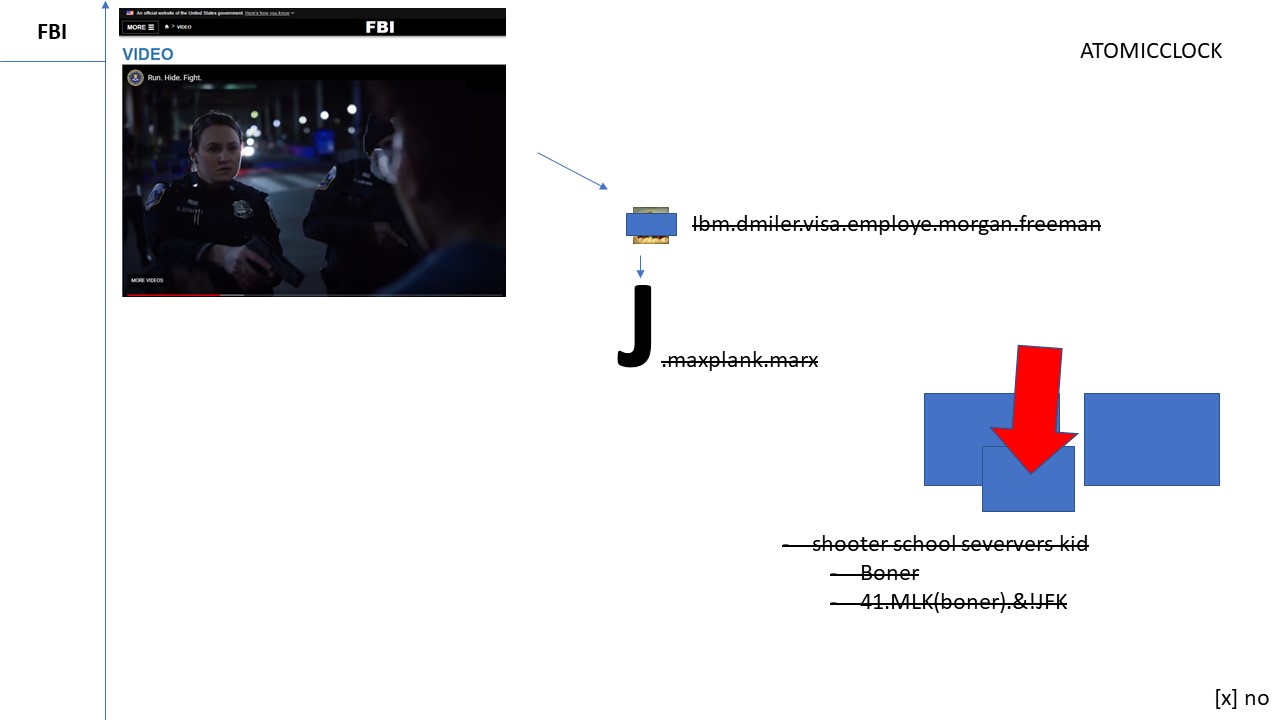 FBI
An official website of the United States government. Here's how you know
MORE
VIDEO
FBI
VIDEO
Run. Hide. Fight.
MORE VIDEOS
ATOMICCLOCK
Ibm.dmiler.visa.employe.morgan.freeman
J
.maxplank.marx
- shooter school seververs kid
- Boner
- 41.MLK(boner).&!JFK
[x] no